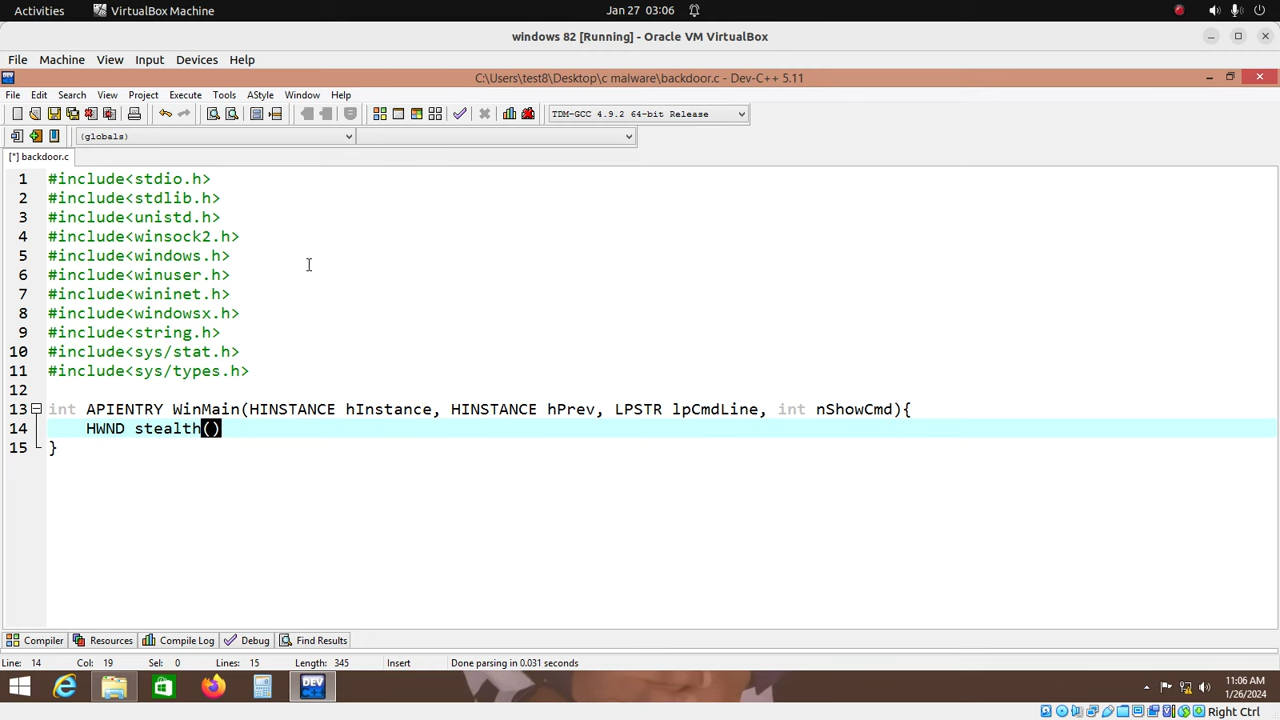 Activities VirtualBox Machine Jan 27 03:06
windows 82 [Running] - Oracle VM VirtualBox
File Machine View Input Devices Help
C:\Users\test8\Desktop\c malware\backdoor.c - Dev-C++ 5.11
File Edit Search View Project Execute Tools AStyle Window Help
TDM-GCC 4.9.2 64-bit Release
(globals)
[*] backdoor.c
1 #include<stdio.h>
2 #include<stdlib.h>
3 #include<unistd.h>
4 #include<winsock2.h>
5 #include<windows.h>
6 #include<winuser.h>
7 #include<wininet.h>
8 #include<windowsx.h>
9 #include<string.h>
10 #include<sys/stat.h>
11 #include<sys/types.h>
12
13 int APIENTRY WinMain(HINSTANCE hInstance, HINSTANCE hPrev, LPSTR lpCmdLine, int nShowCmd){
14 HWND stealth()
15 }
Compiler Resources Compile Log Debug Find Results
Line: 14 Col: 19 Sel: 0 Lines: 15 Length: 345 Insert Done parsing in 0.031 seconds
DEV
11:06 AM
1/26/2024
Right Ctrl